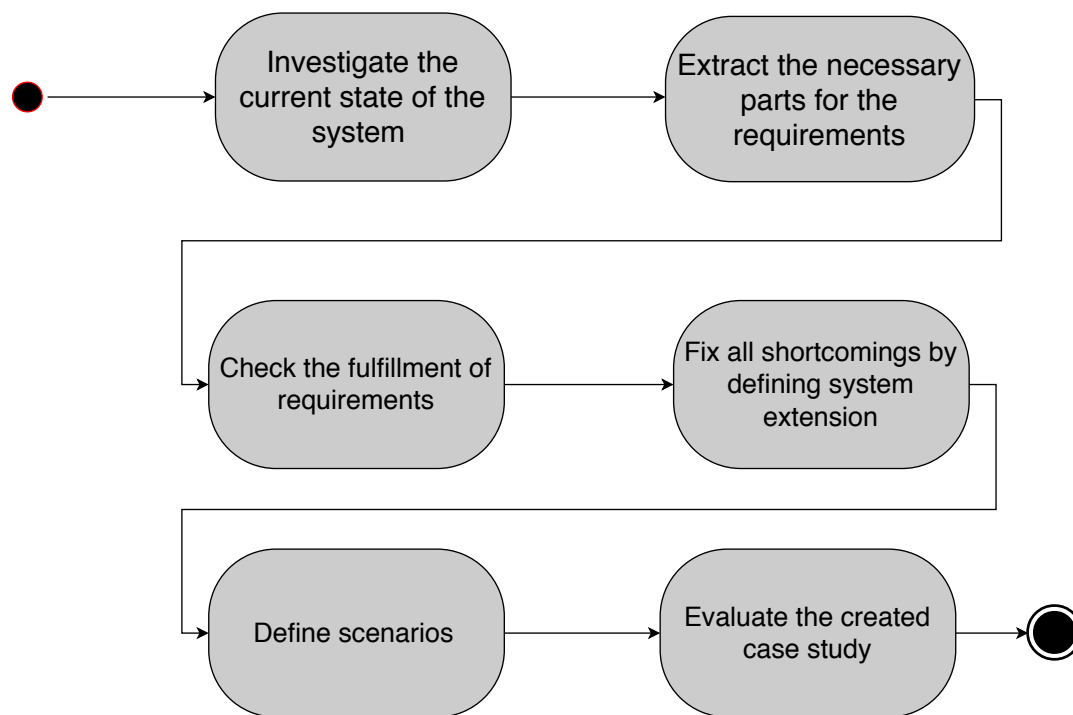 Investigate the
current state of the
system
Extract the necessary
parts for the
requirements
Check the fulfillment of
requirements
Fix all shortcomings by
defining system
extension
Define scenarios
Evaluate the created
case study